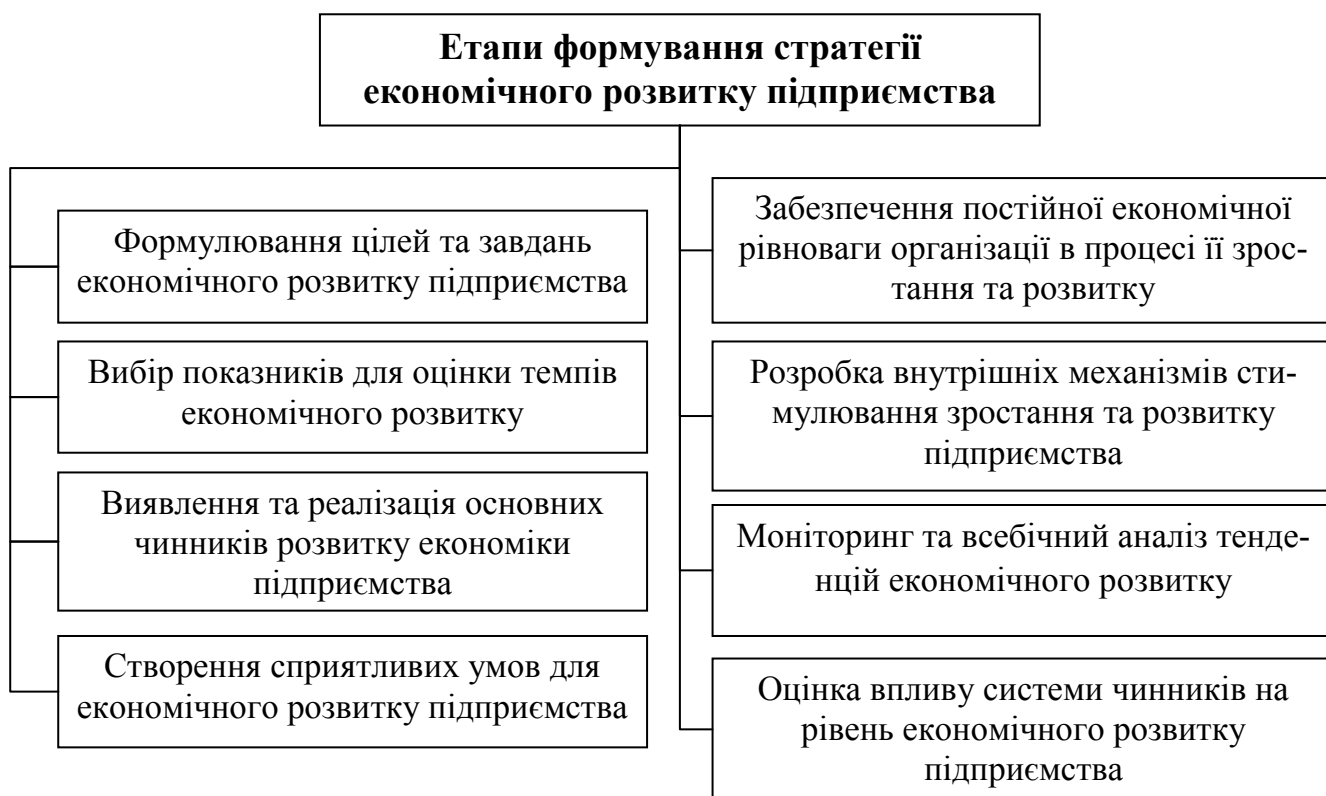 Етапи формування стратегії
економічного розвитку підприємства
Формулювання цілей та завдань
економічного розвитку підприємства
Вибір показників для оцінки темпів
економічного розвитку
Виявлення та реалізація основних
чинників розвитку економіки
підприємства
Створення сприятливих умов для
економічного розвитку підприємства
Забезпечення постійної економічної
рівноваги організації в процесі її зрос-
тання та розвитку
Розробка внутрішніх механізмів сти-
мулювання зростання та розвитку
підприємства
Моніторинг та всебічний аналіз тенде-
нцій економічного розвитку
Оцінка впливу системи чинників на
рівень економічного розвитку
підприємства